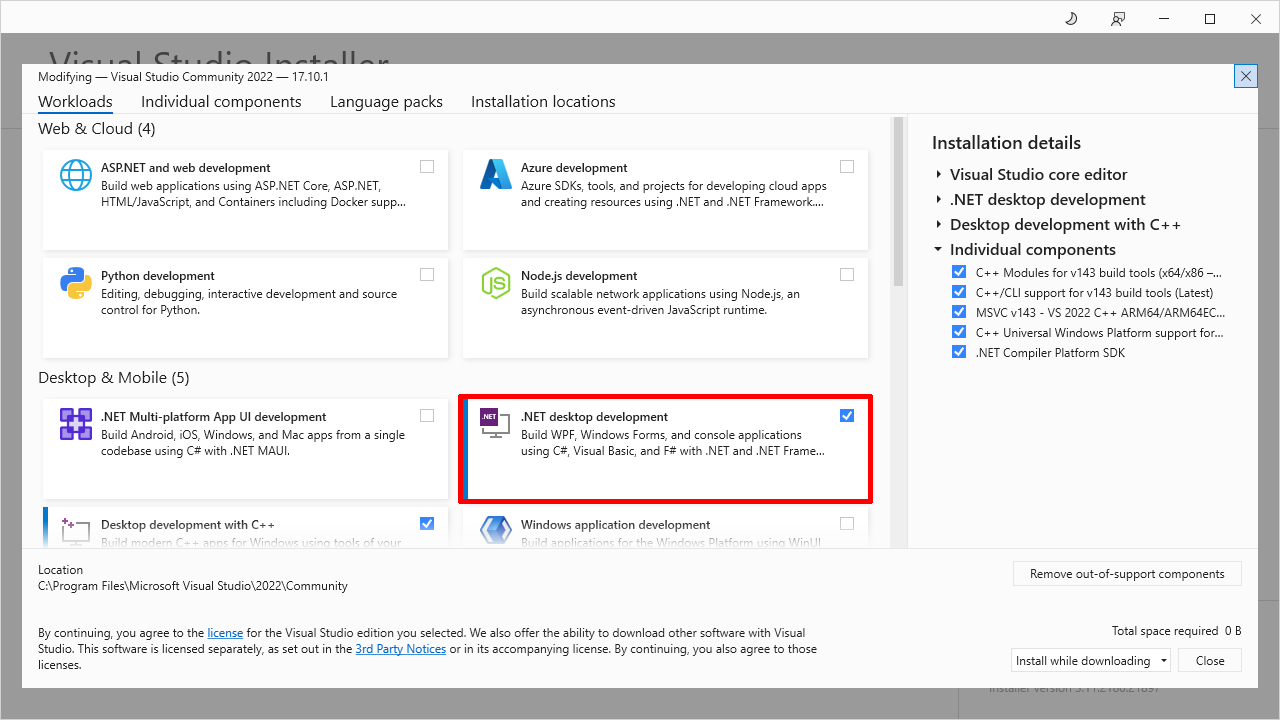 Visual Studio Installer
Modifying — Visual Studio Community 2022 — 17.10.1
Workloads
Individual components
Language packs
Installation locations
Web & Cloud (4)
ASP.NET and web development
Build web applications using ASP.NET Core, ASP.NET,
HTML/JavaScript, and Containers including Docker supp...
Azure development
Azure SDKs, tools, and projects for developing cloud apps
and creating resources using .NET and .NET Framework....
Python development
Editing, debugging, interactive development and source
control for Python.
JS
Node.js development
Build scalable network applications using Node.js, an
asynchronous event-driven JavaScript runtime.
Desktop & Mobile (5)
.NET Multi-platform App UI development
Build Android, iOS, Windows, and Mac apps from a single
codebase using C# with .NET MAUI.
.NET
.NET desktop development
Build WPF, Windows Forms, and console applications
using C#, Visual Basic, and F# with .NET and .NET Frame...
Desktop development with C++
Build modern C++ apps for Windows using tools of your
Windows application development
Build applications for the Windows Platform using WinUI
Installation details
Visual Studio core editor
.NET desktop development
Desktop development with C++
Individual components
C++ Modules for v143 build tools (x64/x86 –...
C++/CLI support for v143 build tools (Latest)
MSVC v143 - VS 2022 C++ ARM64/ARM64EC...
C++ Universal Windows Platform support for...
.NET Compiler Platform SDK
Location
C:\Program Files\Microsoft Visual Studio\2022\Community
Remove out-of-support components
By continuing, you agree to the license for the Visual Studio edition you selected. We also offer the ability to download other software with Visual
Studio. This software is licensed separately, as set out in the 3rd Party Notices or in its accompanying license. By continuing, you also agree to those
licenses.
Total space required 0 B
Install while downloading
Close